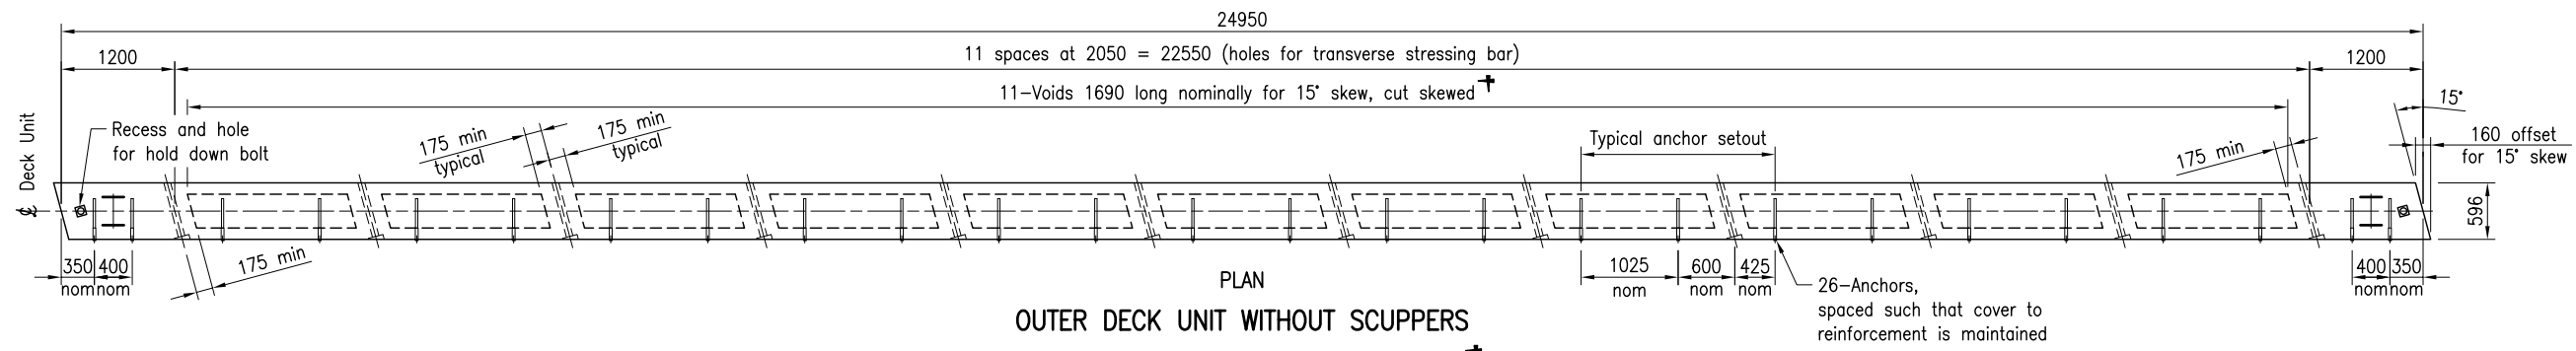 24950
1200
11 spaces at 2050 = 22550 (holes for transverse stressing bar)
1200
11-Voids 1690 long nominally for 15° skew, cut skewed †
15°
℄ Deck Unit
Recess and hole
for hold down bolt
175 min
typical
175 min
typical
Typical anchor setout
175 min
160 offset
for 15° skew
596
350
nom
400
nom
175 min
1025
nom
600
nom
425
nom
400
nom
350
nom
26-Anchors,
spaced such that cover to
reinforcement is maintained
PLAN
OUTER DECK UNIT WITHOUT SCUPPERS
†